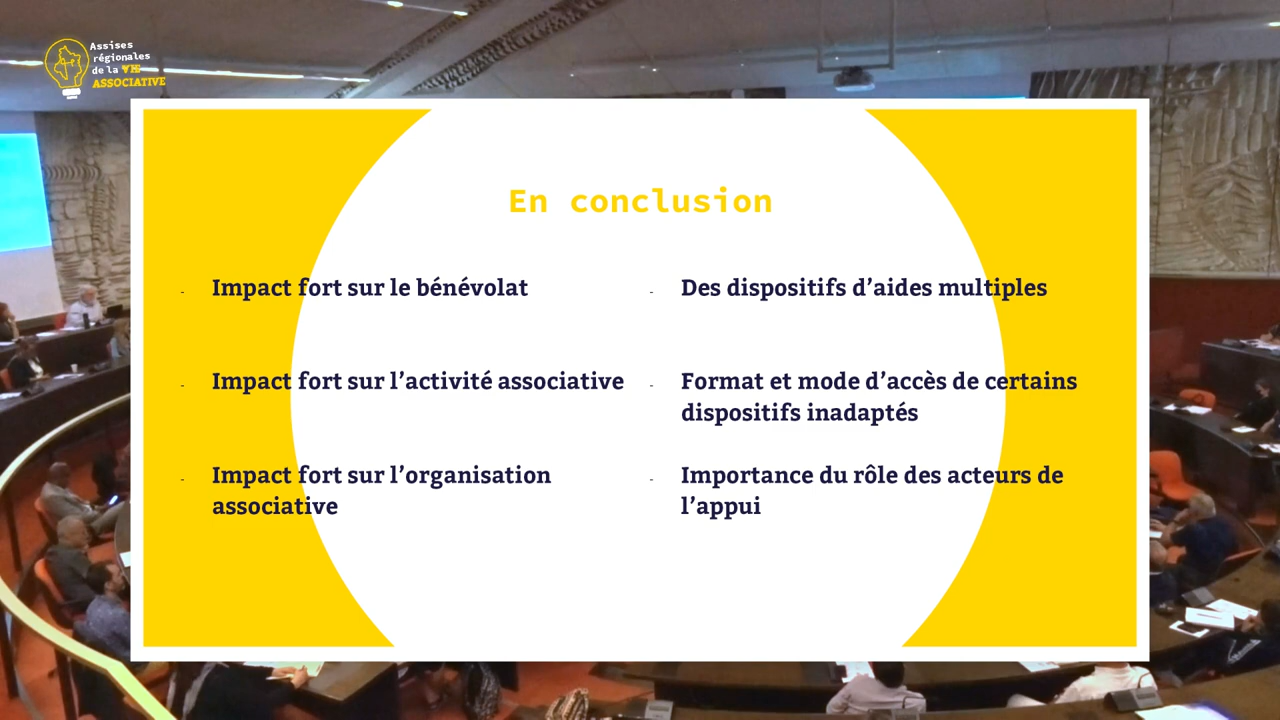 Assises
régionales
de la VIE
ASSOCIATIVE
En conclusion
- Impact fort sur le bénévolat
- Impact fort sur l'activité associative
- Impact fort sur l'organisation
associative
- Des dispositifs d'aides multiples
- Format et mode d'accès de certains
dispositifs inadaptés
- Importance du rôle des acteurs de
l'appui